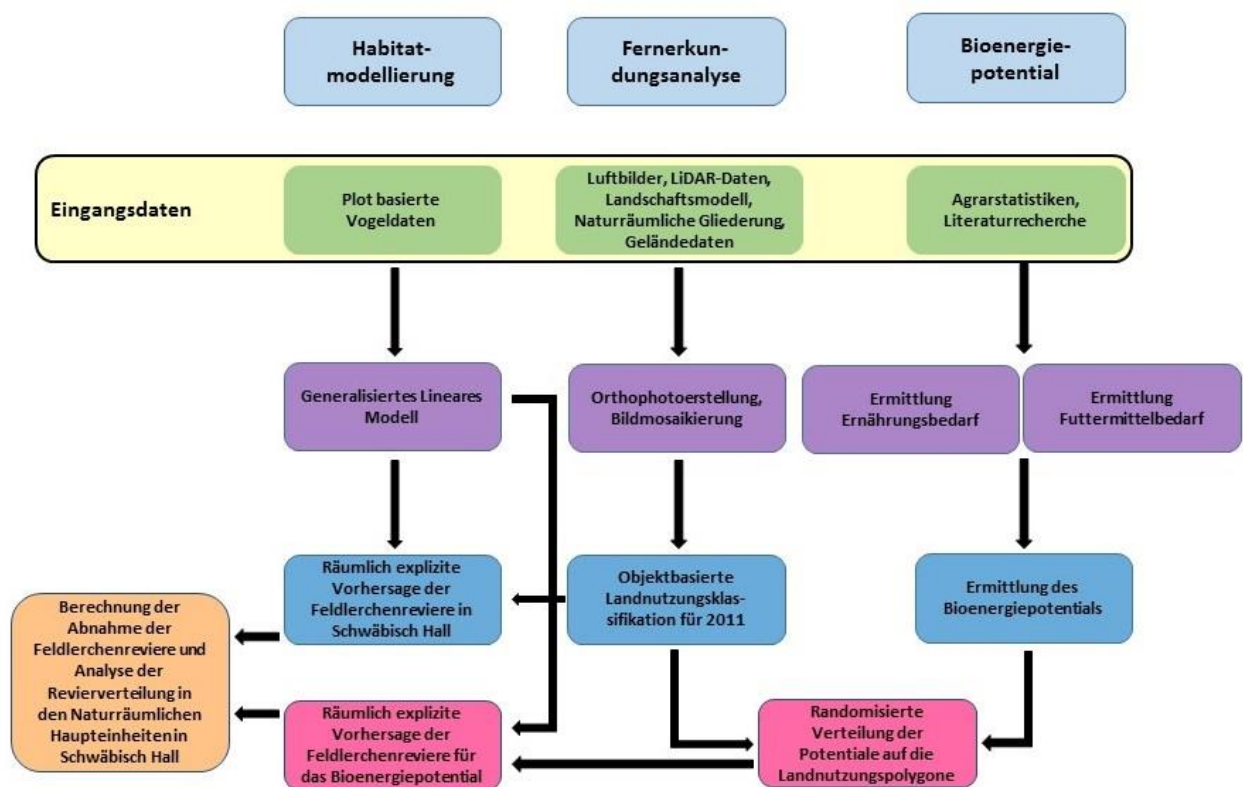 Habitat-
modellierung
Fernerkun-
dungsanalyse
Bioenergie-
potential
Eingangsdaten
Plot basierte
Vogeldaten
Luftbilder, LiDAR-Daten,
Landschaftsmodell,
Naturräumliche Gliederung,
Geländedaten
Agrarstatistiken,
Literaturrecherche
Generalisiertes Lineares
Modell
Orthophotoerstellung,
Bildmosaikierung
Ermittlung
Ernährungsbedarf
Ermittlung
Futtermittelbedarf
Räumlich explizite
Vorhersage der
Feldlerchenreviere in
Schwäbisch Hall
Objektbasierte
Landnutzungsklas-
sifikation für 2011
Ermittlung des
Bioenergiepotentials
Berechnung der
Abnahme der
Feldlerchenreviere und
Analyse der
Revierverteilung in
den Naturräumlichen
Haupteinheiten in
Schwäbisch Hall
Räumlich explizite
Vorhersage der
Feldlerchenreviere für
das Bioenergiepotential
Randomisierte
Verteilung der
Potentiale auf die
Landnutzungspolygone